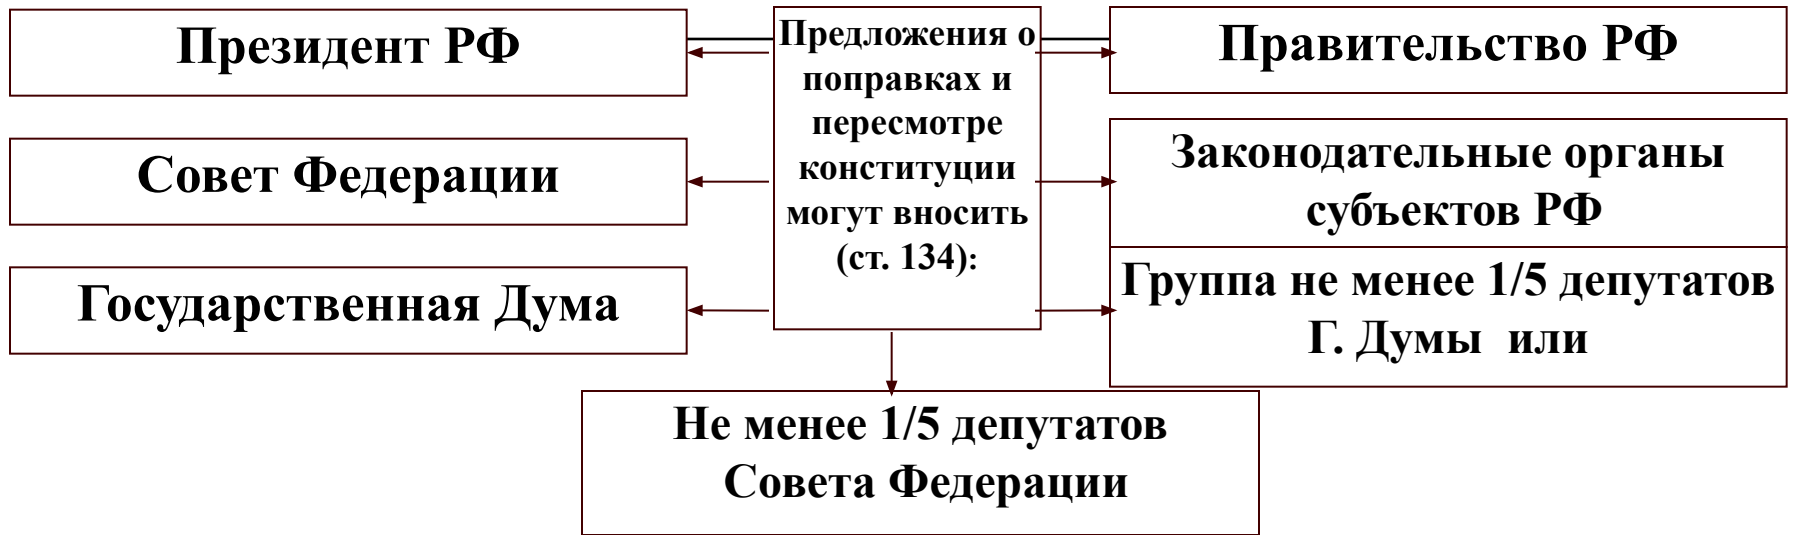 Президент РФ
Предложения о
поправках и
пересмотре
конституции
могут вносить
(ст. 134):
Правительство РФ
Совет Федерации
Законодательные органы
субъектов РФ
Государственная Дума
Группа не менее 1/5 депутатов
Г. Думы или
Не менее 1/5 депутатов
Совета Федерации